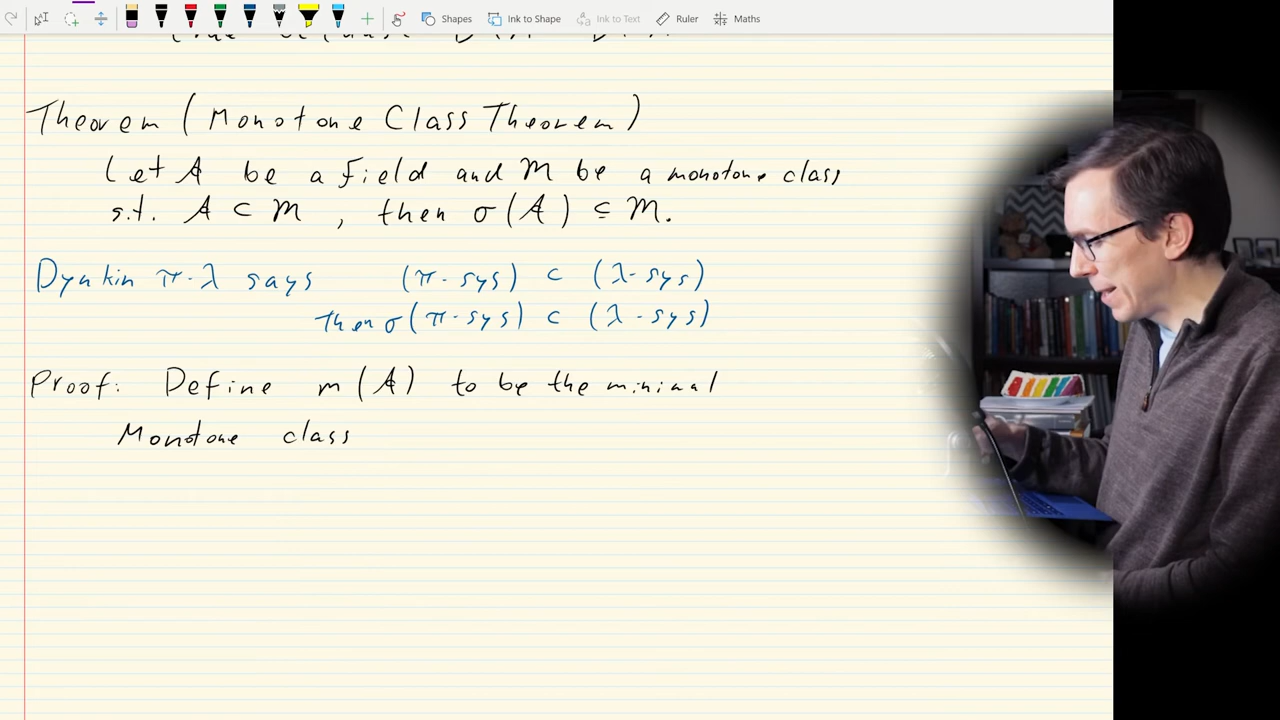 Shapes Ink to Shape Ink to Text Ruler Maths
Theorem (Monotone Class Theorem)
Let A be a field and M be a monotone class
s.t. A ⊂ M, then σ(A) ⊆ M.
Dynkin π-λ says (π-sys) ⊂ (λ-sys)
then σ(π-sys) ⊂ (λ-sys)
Proof: Define m(A) to be the minimal
Monotone class